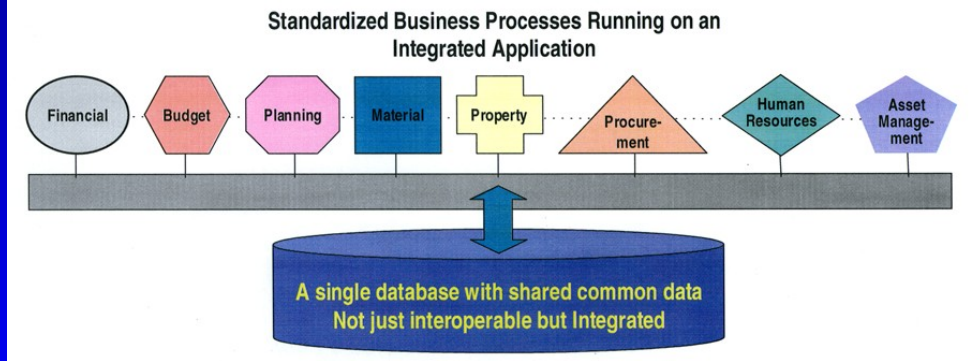 Standardized Business Processes Running on an
Integrated Application
Financial
Budget
Planning
Material
Property
Procure-
ment
Human
Resources
Asset
Manage-
ment
A single database with shared common data
Not just interoperable but Integrated